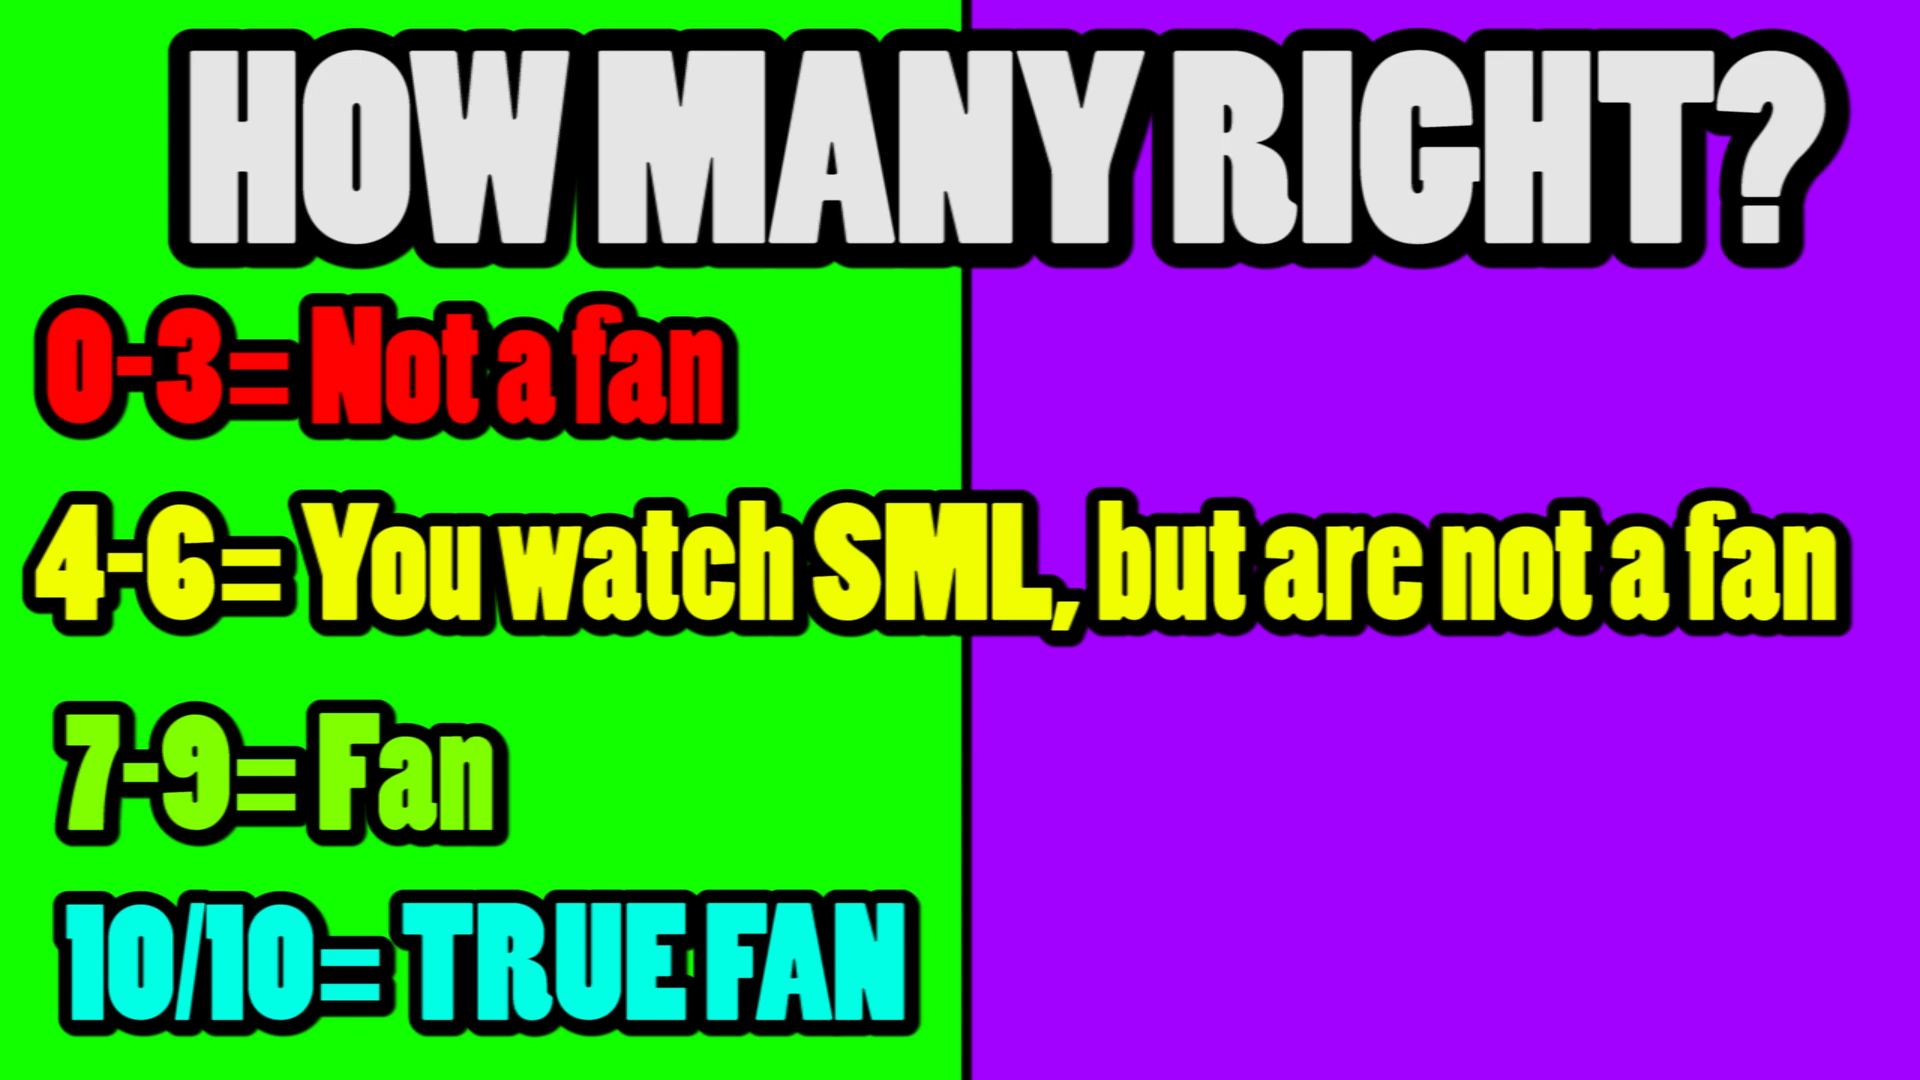 HOW MANY RIGHT?
0-3= Not a fan
4-6= You watch SML, but are not a fan
7-9= Fan
10/10= TRUE FAN